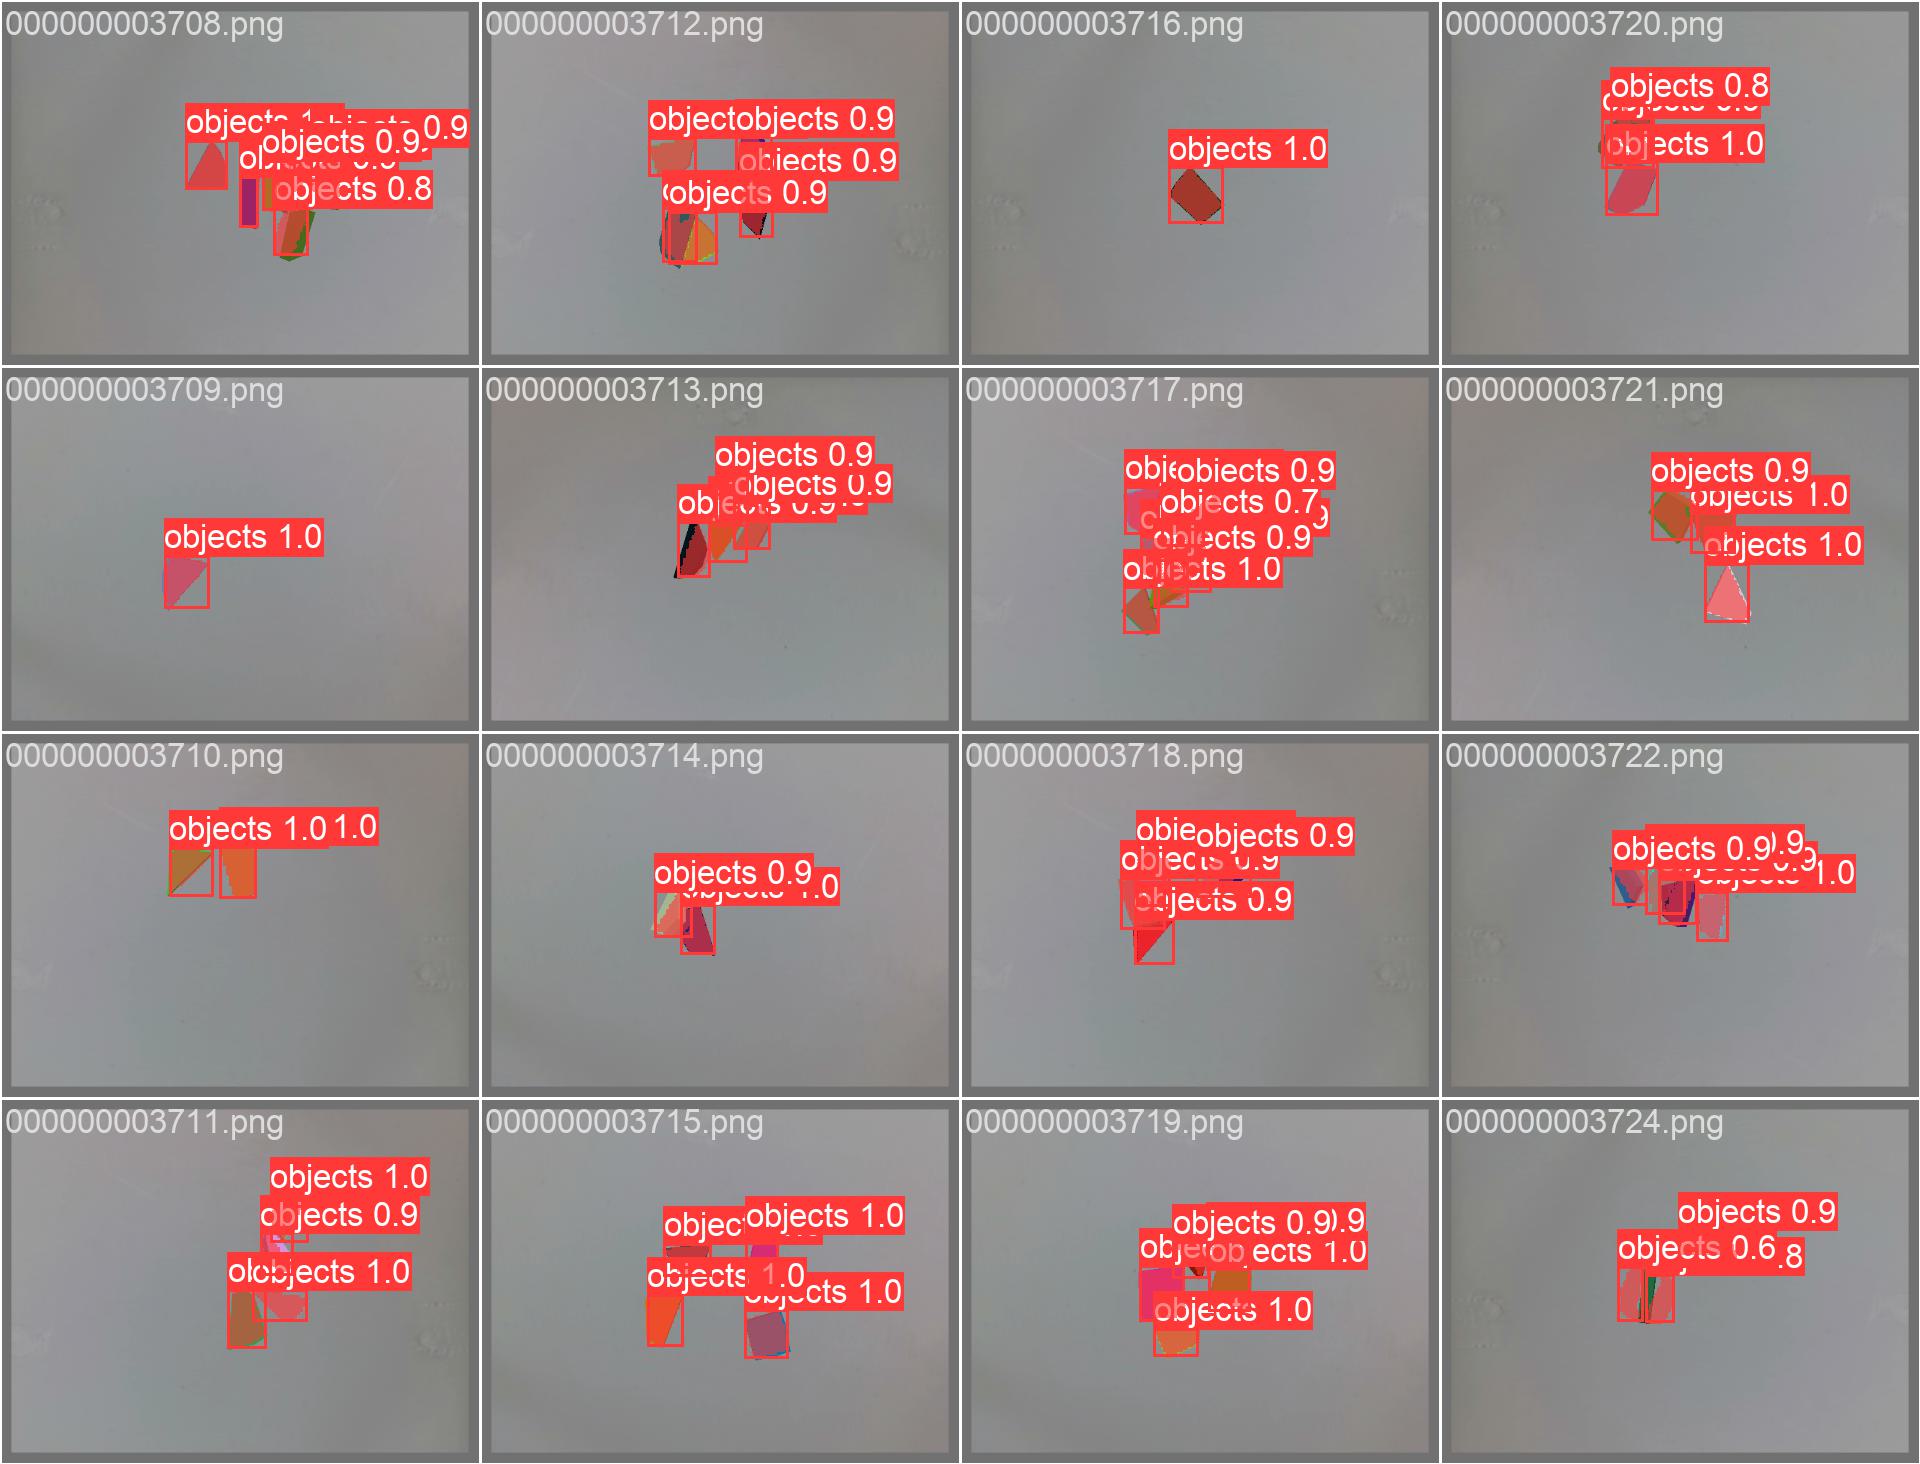 000000003708.png
objects 0.9
objects 0.8
000000003712.png
objects 0.9
objects 0.9
objects 0.9
000000003716.png
objects 1.0
000000003720.png
objects 0.8
objects 1.0
000000003709.png
objects 1.0
000000003713.png
objects 0.9
objects 0.9
000000003717.png
objects 0.9
objects 0.7
objects 0.9
objects 1.0
000000003721.png
objects 0.9
objects 1.0
objects 1.0
000000003710.png
objects 1.0
1.0
000000003714.png
objects 0.9
objects 1.0
000000003718.png
objects 0.9
objects 0.9
000000003722.png
objects 0.9
objects 1.0
000000003711.png
objects 1.0
objects 0.9
objects 1.0
000000003715.png
objects 1.0
objects 1.0
objects 1.0
000000003719.png
objects 0.9
objects 1.0
objects 1.0
000000003724.png
objects 0.9
objects 0.6